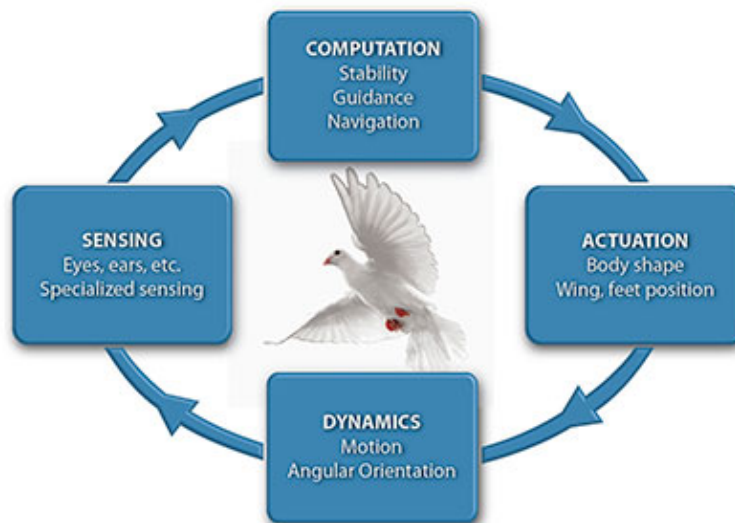 COMPUTATION
Stability
Guidance
Navigation
SENSING
Eyes, ears, etc.
Specialized sensing
ACTUATION
Body shape
Wing, feet position
DYNAMICS
Motion
Angular Orientation